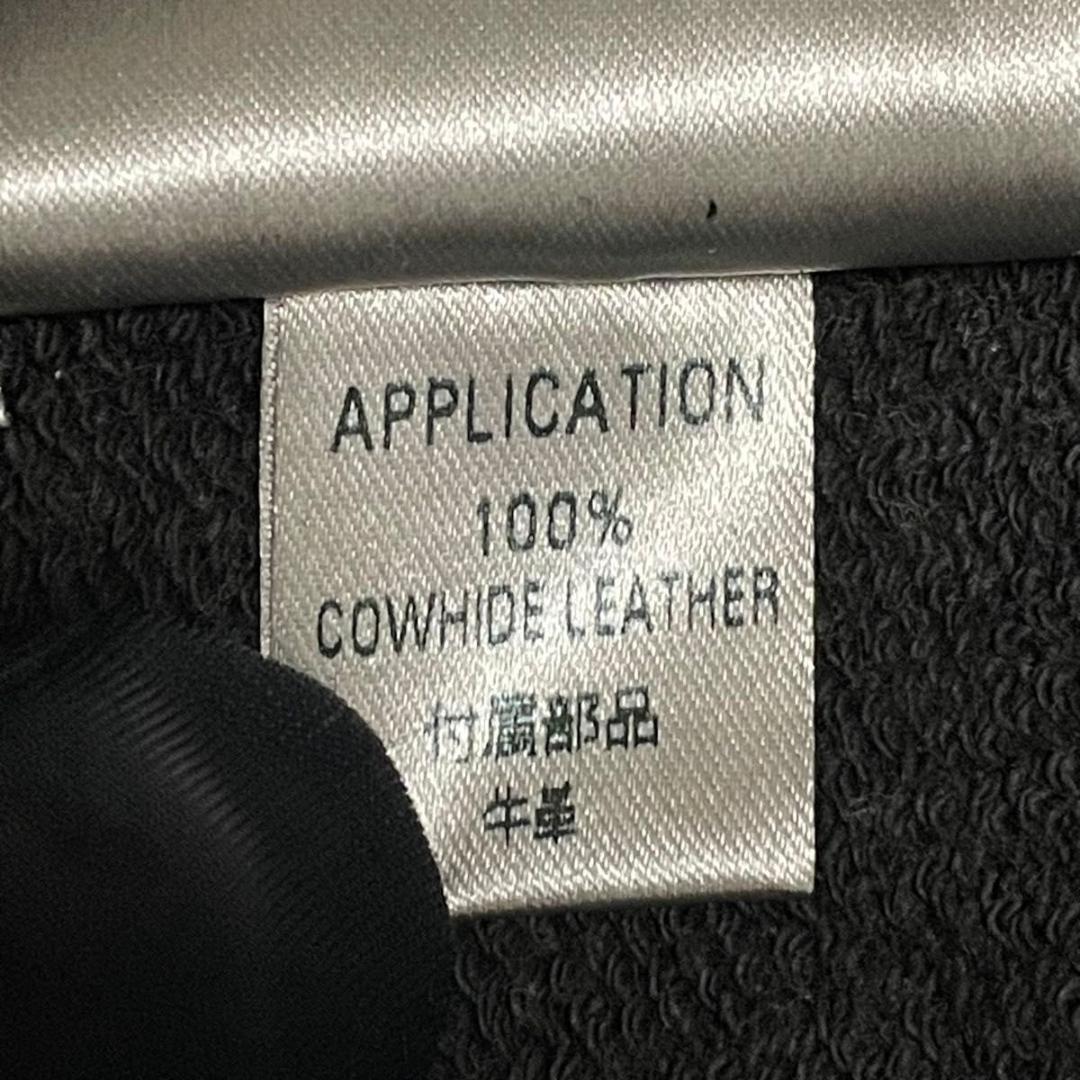 APPLICATION
100%
COWHIDE LEATHER
付属部品
牛革